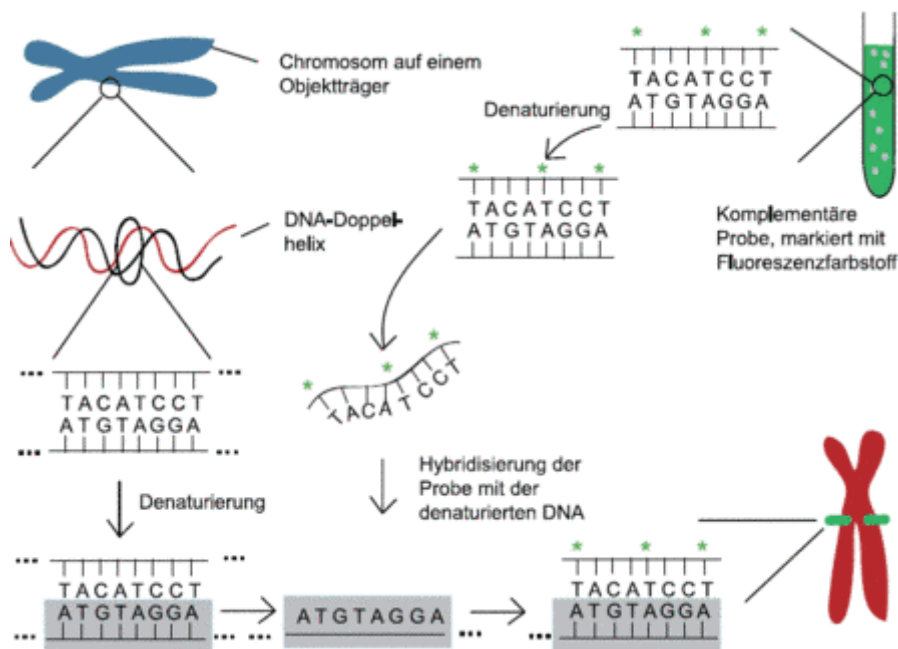 Chromosom auf einem
Objektträger
TACATCCT
ATGTAGGA
Denaturierung
TACATCCT
ATGTAGGA
Komplementäre
Probe, markiert mit
Fluoreszenzfarbstoff
DNA-Doppel-
helix
TACATCCT
TACATCCT
ATGTAGGA
Denaturierung
Hybridisierung der
Probe mit der
denaturierten DNA
TACATCCT
ATGTAGGA
ATGTAGGA
TACATCCT
ATGTAGGA